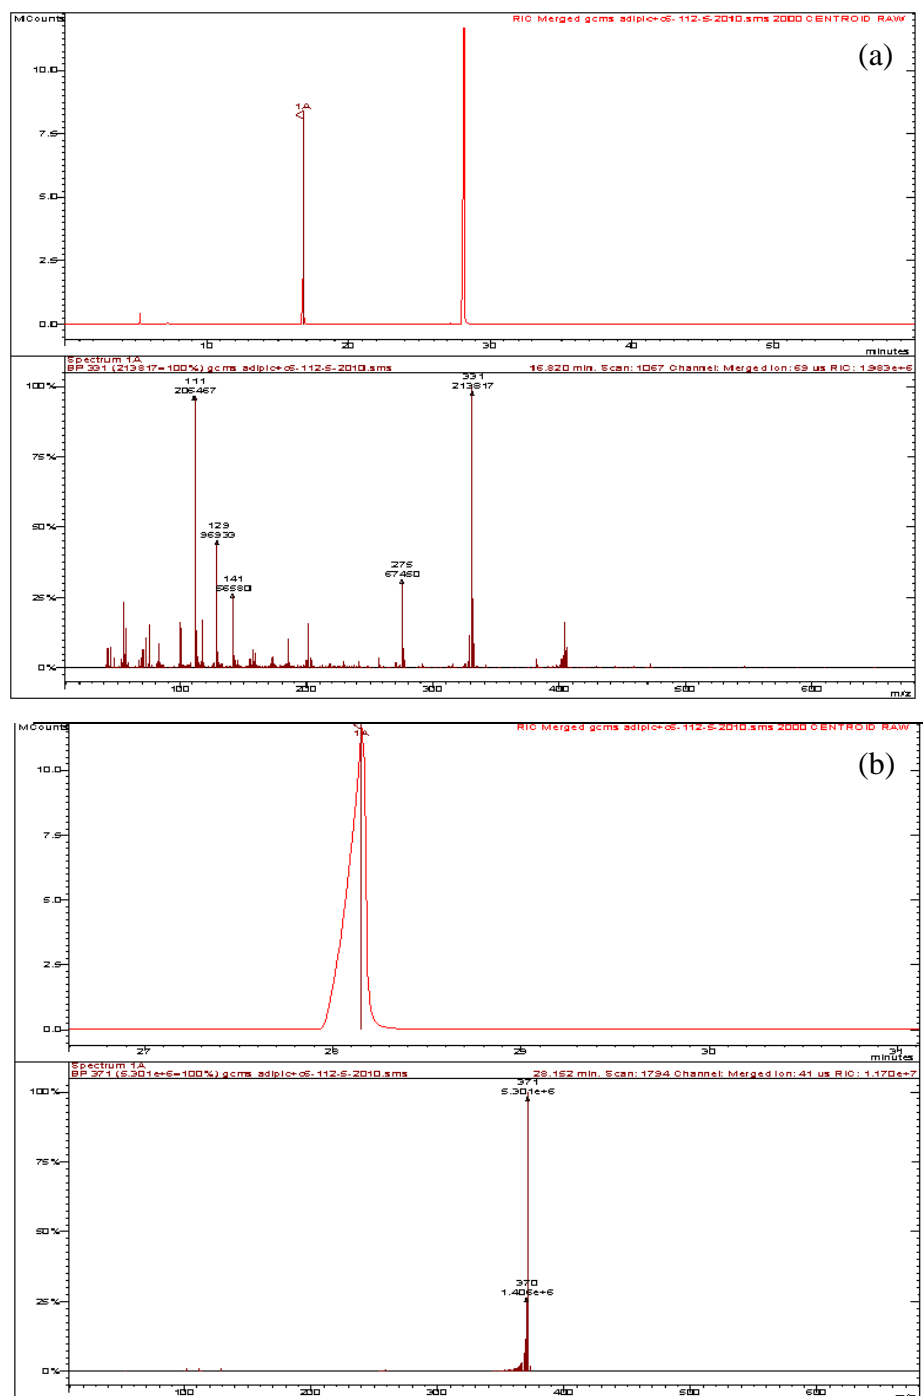 MCounts RIC Merged gcms adipic+c6-112-5-2010.sms 2000 CENTROID RAW
(a)
10.0
1A
7.5
5.0
2.5
0.0
10 20 30 40 50
minutes
Spectrum 1A
BP 331 (213817=100%) gcms adipic+c6-112-5-2010.sms 16.820 min. Scan: 1067 Channel: Merged Ion: 69 us RIC: 1.983e+6
100%
111
205467
331
213817
75%
50%
129
96933
141
275
67460
25%
0%
100 200 300 400 500 600
m/z
MCounts RIC Merged gcms adipic+c6-112-5-2010.sms 2000 CENTROID RAW
1A
(b)
10.0
7.5
5.0
2.5
0.0
27 28 29 30 31
minutes
Spectrum 1A
BP 371 (5.301e+6=100%) gcms adipic+c6-112-5-2010.sms 28.152 min. Scan: 1794 Channel: Merged Ion: 41 us RIC: 1.170e+7
100%
371
5.301e+6
75%
50%
370
1.406e+6
25%
0%